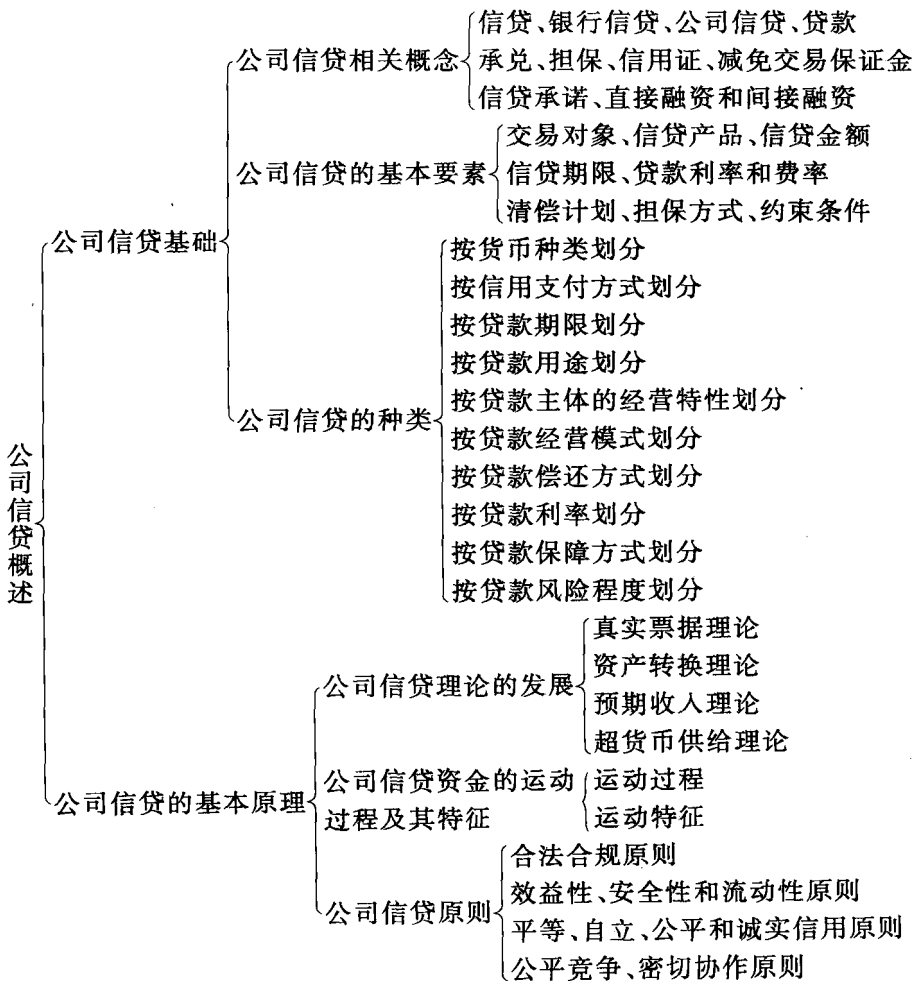 公司信贷概述
公司信贷基础
公司信贷相关概念
信贷、银行信贷、公司信贷、贷款
承兑、担保、信用证、减免交易保证金
信贷承诺、直接融资和间接融资
公司信贷的基本要素
交易对象、信贷产品、信贷金额
信贷期限、贷款利率和费率
清偿计划、担保方式、约束条件
公司信贷的种类
按货币种类划分
按信用支付方式划分
按贷款期限划分
按贷款用途划分
按贷款主体的经营特性划分
按贷款经营模式划分
按贷款偿还方式划分
按贷款利率划分
按贷款保障方式划分
按贷款风险程度划分
公司信贷的基本原理
公司信贷理论的发展
真实票据理论
资产转换理论
预期收入理论
超货币供给理论
公司信贷资金的运动
过程及其特征
运动过程
运动特征
公司信贷原则
合法合规原则
效益性、安全性和流动性原则
平等、自立、公平和诚实信用原则
公平竞争、密切协作原则